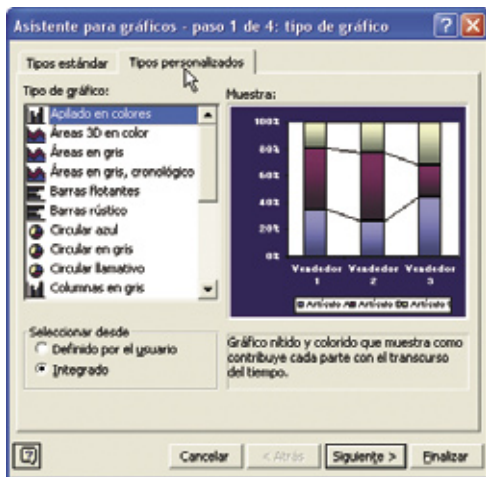 Asistente para gráficos - paso 1 de 4: tipo de gráfico
Tipos estándar
Tipos personalizados
Tipo de gráfico:
Apilado en colores
Áreas 3D en color
Áreas en gris
Áreas en gris, cronológico
Barras flotantes
Barras rústico
Circular azul
Circular en gris
Circular llamativo
Columnas en gris
Muestra:
100%
80%
60%
40%
20%
0%
Vendedor Vendedor Vendedor
1 2 3
Artículo Artículo Artículo
Seleccionar desde
Definido por el usuario
Integrado
Gráfico nítido y colorido que muestra como
contribuye cada parte con el transcurso
del tiempo.
Cancelar
< Atrás
Siguiente >
Finalizar